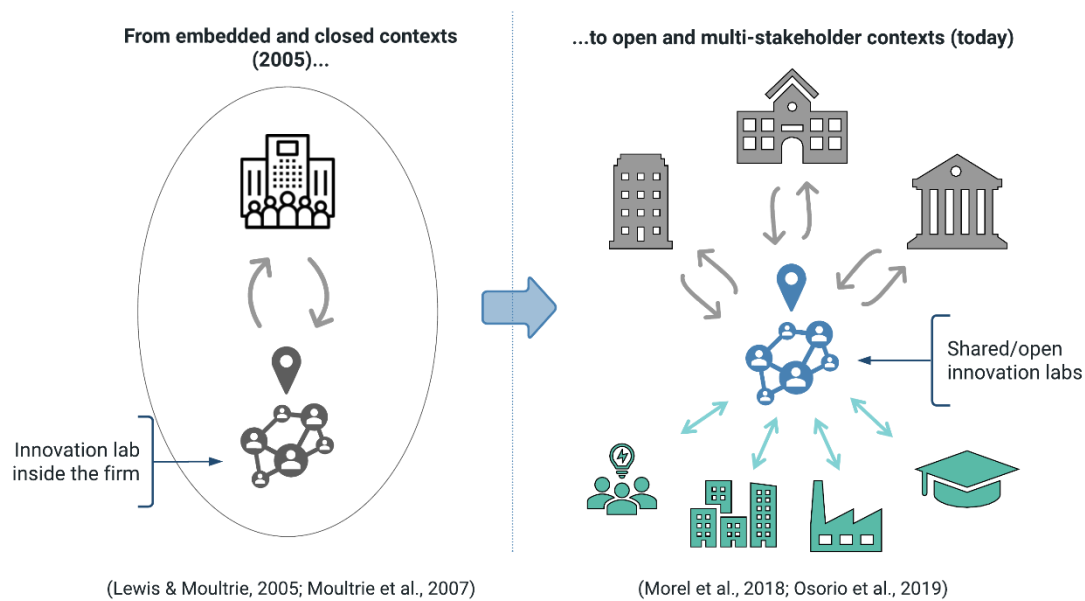 From embedded and closed contexts
(2005)...
...to open and multi-stakeholder contexts (today)
Innovation lab
inside the firm
Shared/open
innovation labs
(Lewis & Moultrie, 2005; Moultrie et al., 2007)
(Morel et al., 2018; Osorio et al., 2019)